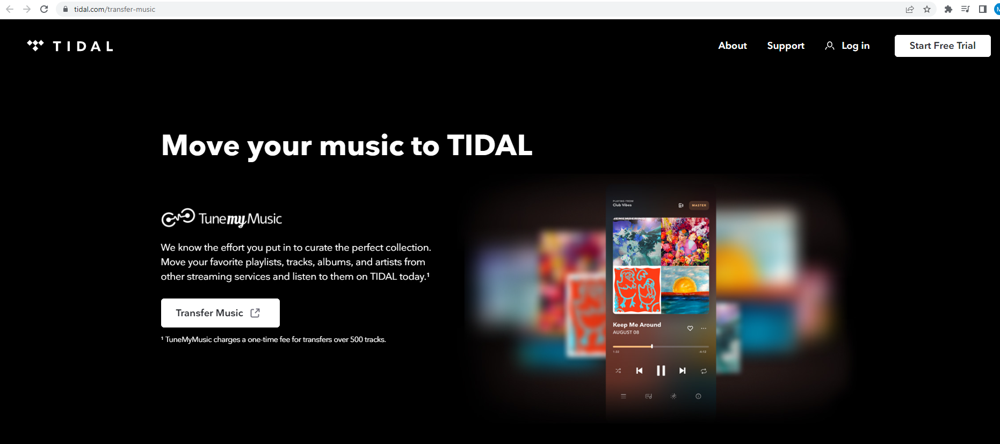 tidal.com/transfer-music
M
TIDAL
About
Support
Log in
Start Free Trial
Move your music to TIDAL
TunemyMusic
We know the effort you put in to curate the perfect collection.
Move your favorite playlists, tracks, albums, and artists from
other streaming services and listen to them on TIDAL today.¹
Transfer Music
¹ TuneMyMusic charges a one-time fee for transfers over 500 tracks.
PLAYING FROM
Club Vibes
MASTER
Keep Me Around
AUGUST 08
1:32
-4:12